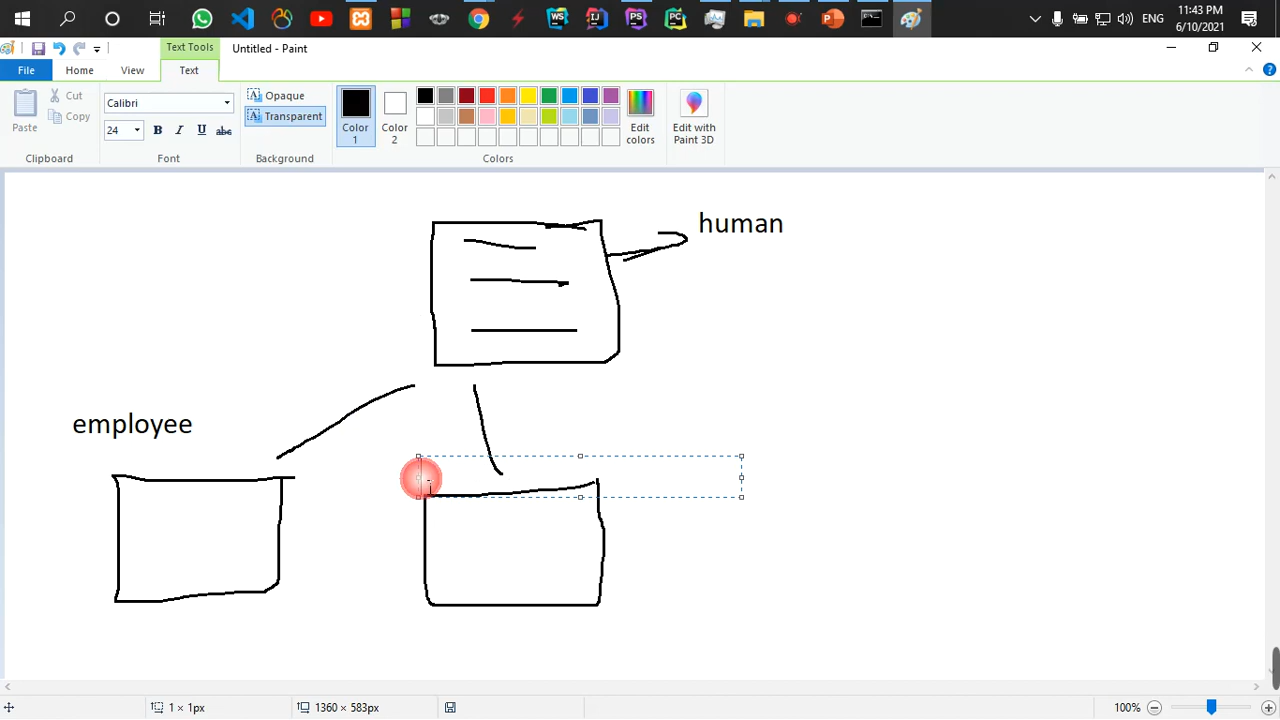 ENG
11:43 PM
6/10/2021
Text Tools
Untitled - Paint
File
Home
View
Text
Paste
Cut
Copy
Clipboard
Calibri
24
B I U abc
Font
Opaque
Transparent
Background
Color 1
Color 2
Edit colors
Colors
Edit with Paint 3D
human
employee
1 × 1px
1360 × 583px
100%